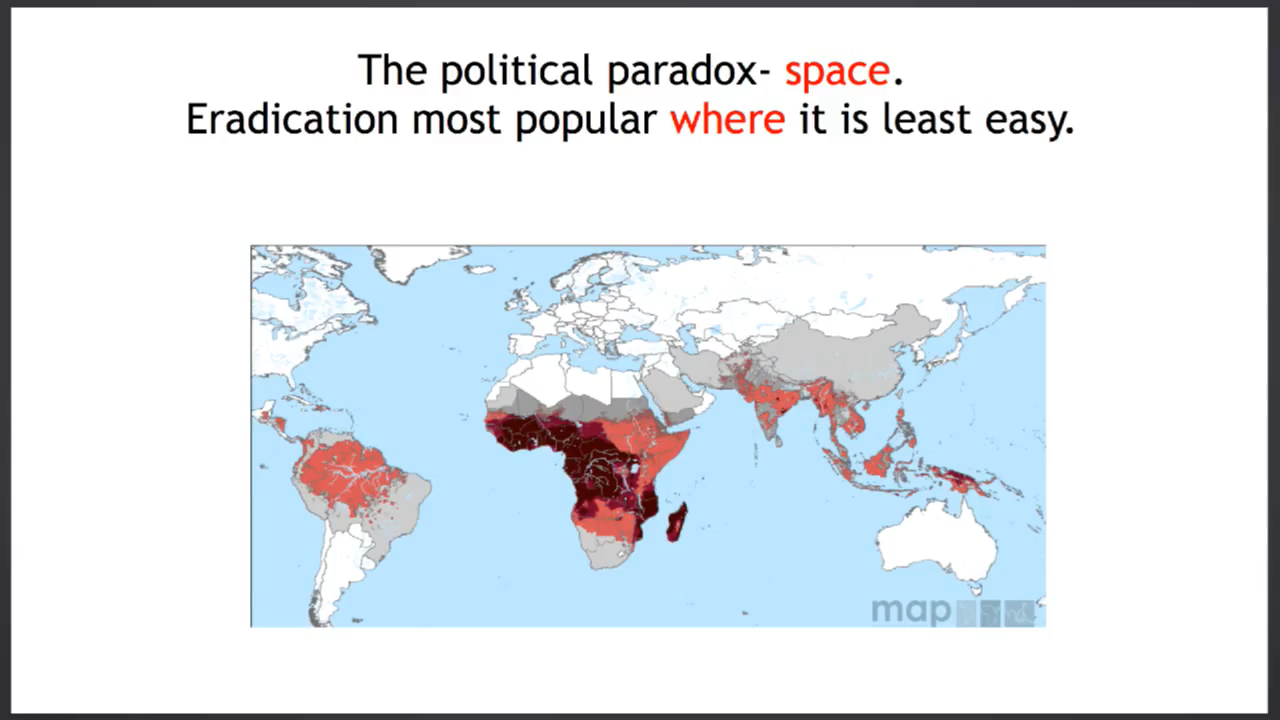 The political paradox- space.
Eradication most popular where it is least easy.
map